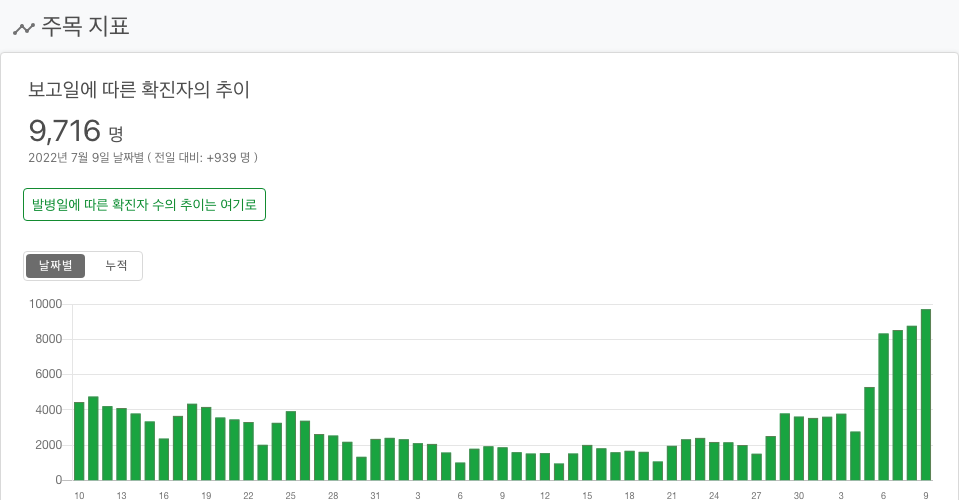 주목 지표
보고일에 따른 확진자의 추이
9,716 명
2022년 7월 9일 날짜별 ( 전일 대비: +939 명 )
발병일에 따른 확진자 수의 추이는 여기로
날짜별 누적
10000
8000
6000
4000
2000
0
10 13 16 19 22 25 28 31 3 6 9 12 15 18 21 24 27 30 3 6 9